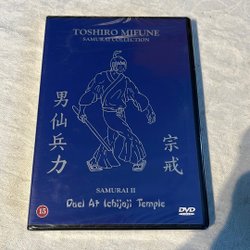 TOSHIRO MIFUNE
SAMURAI COLLECTION
男仙兵力
宗戒
SAMURAI II
Duel At Ichijoji Temple
15
DVD